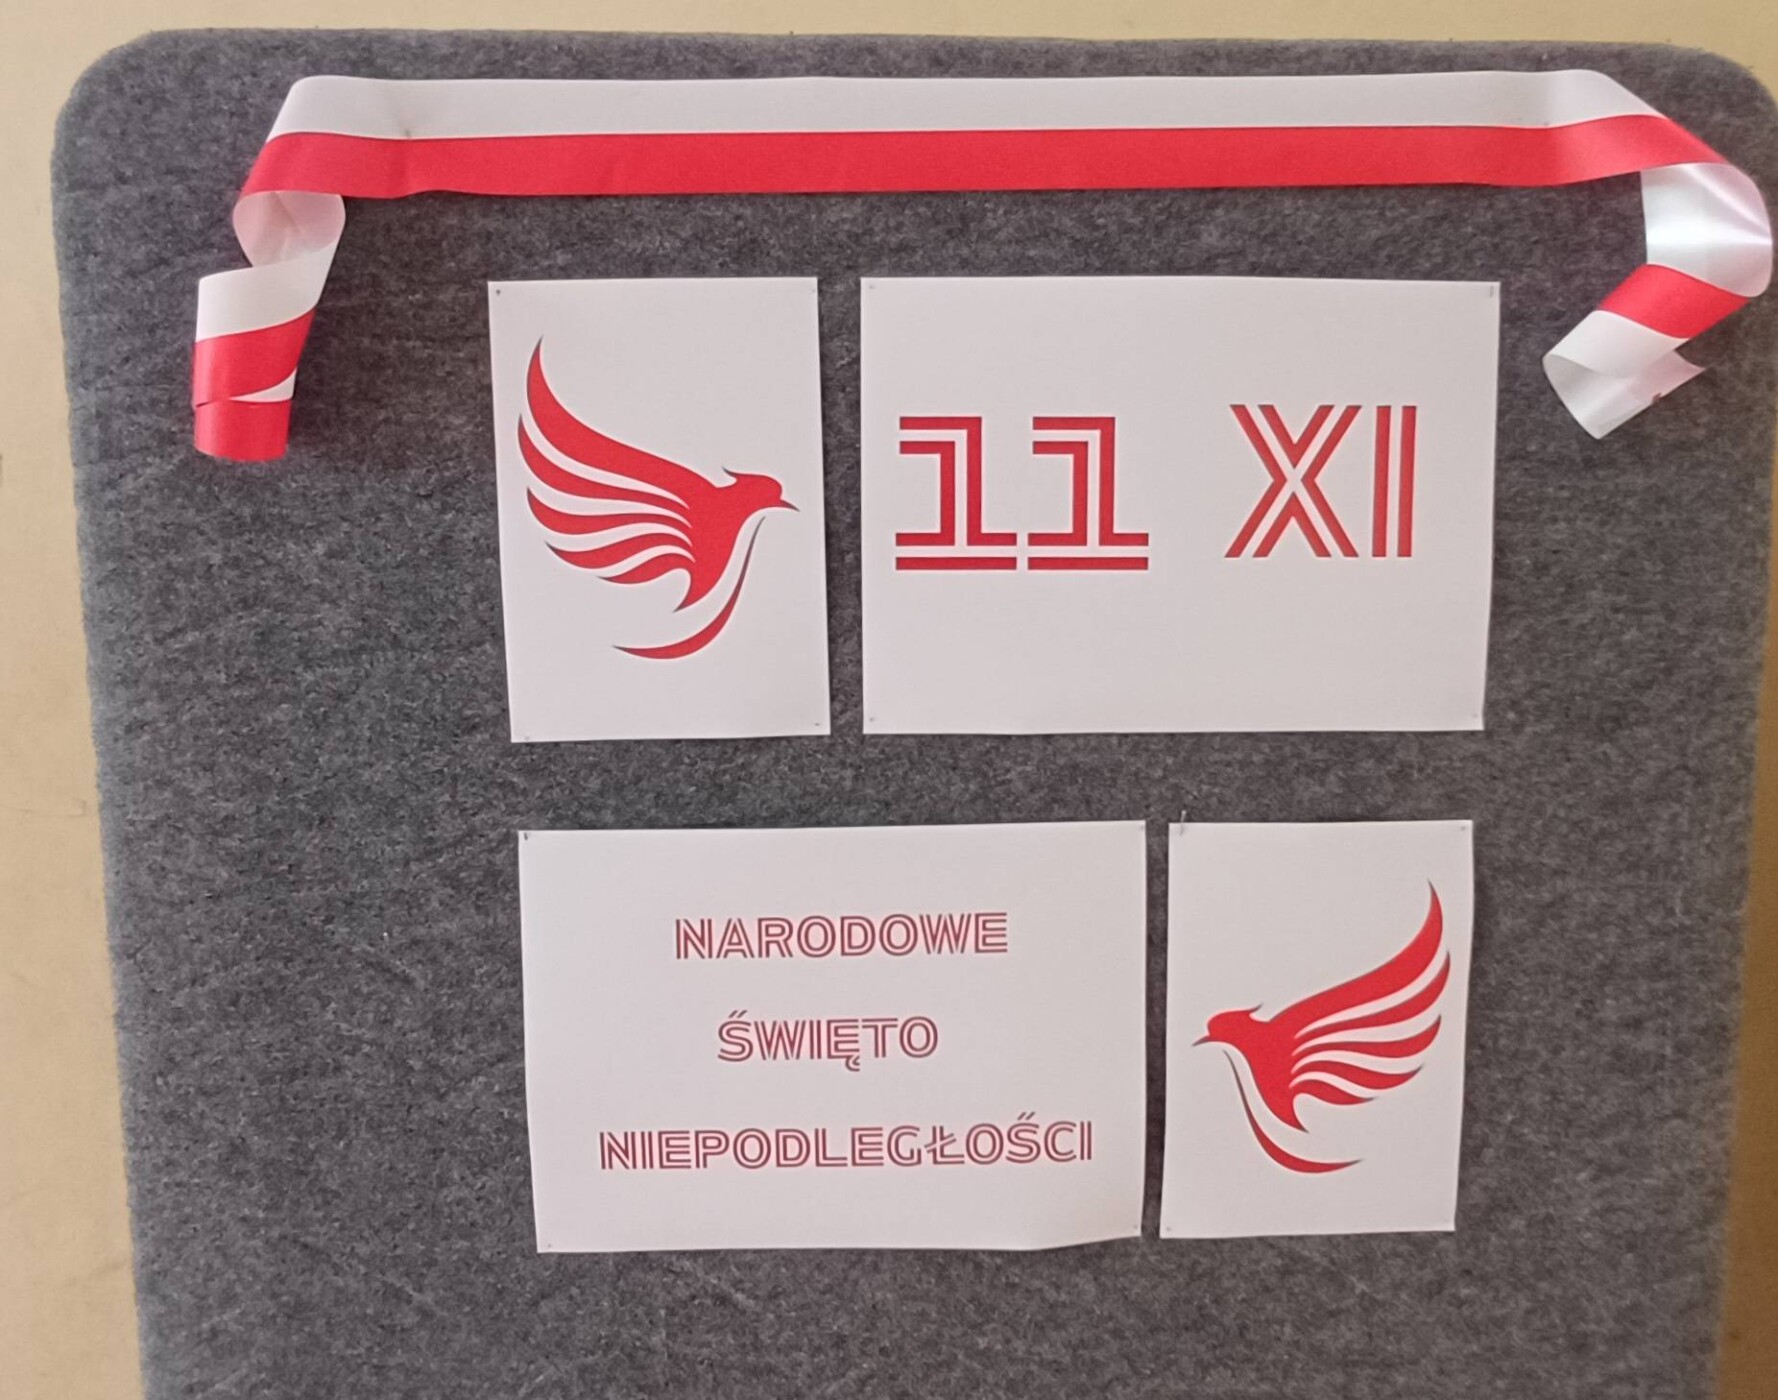 11 XI
NARODOWE
ŚWIĘTO
NIEPODLEGŁOŚCI